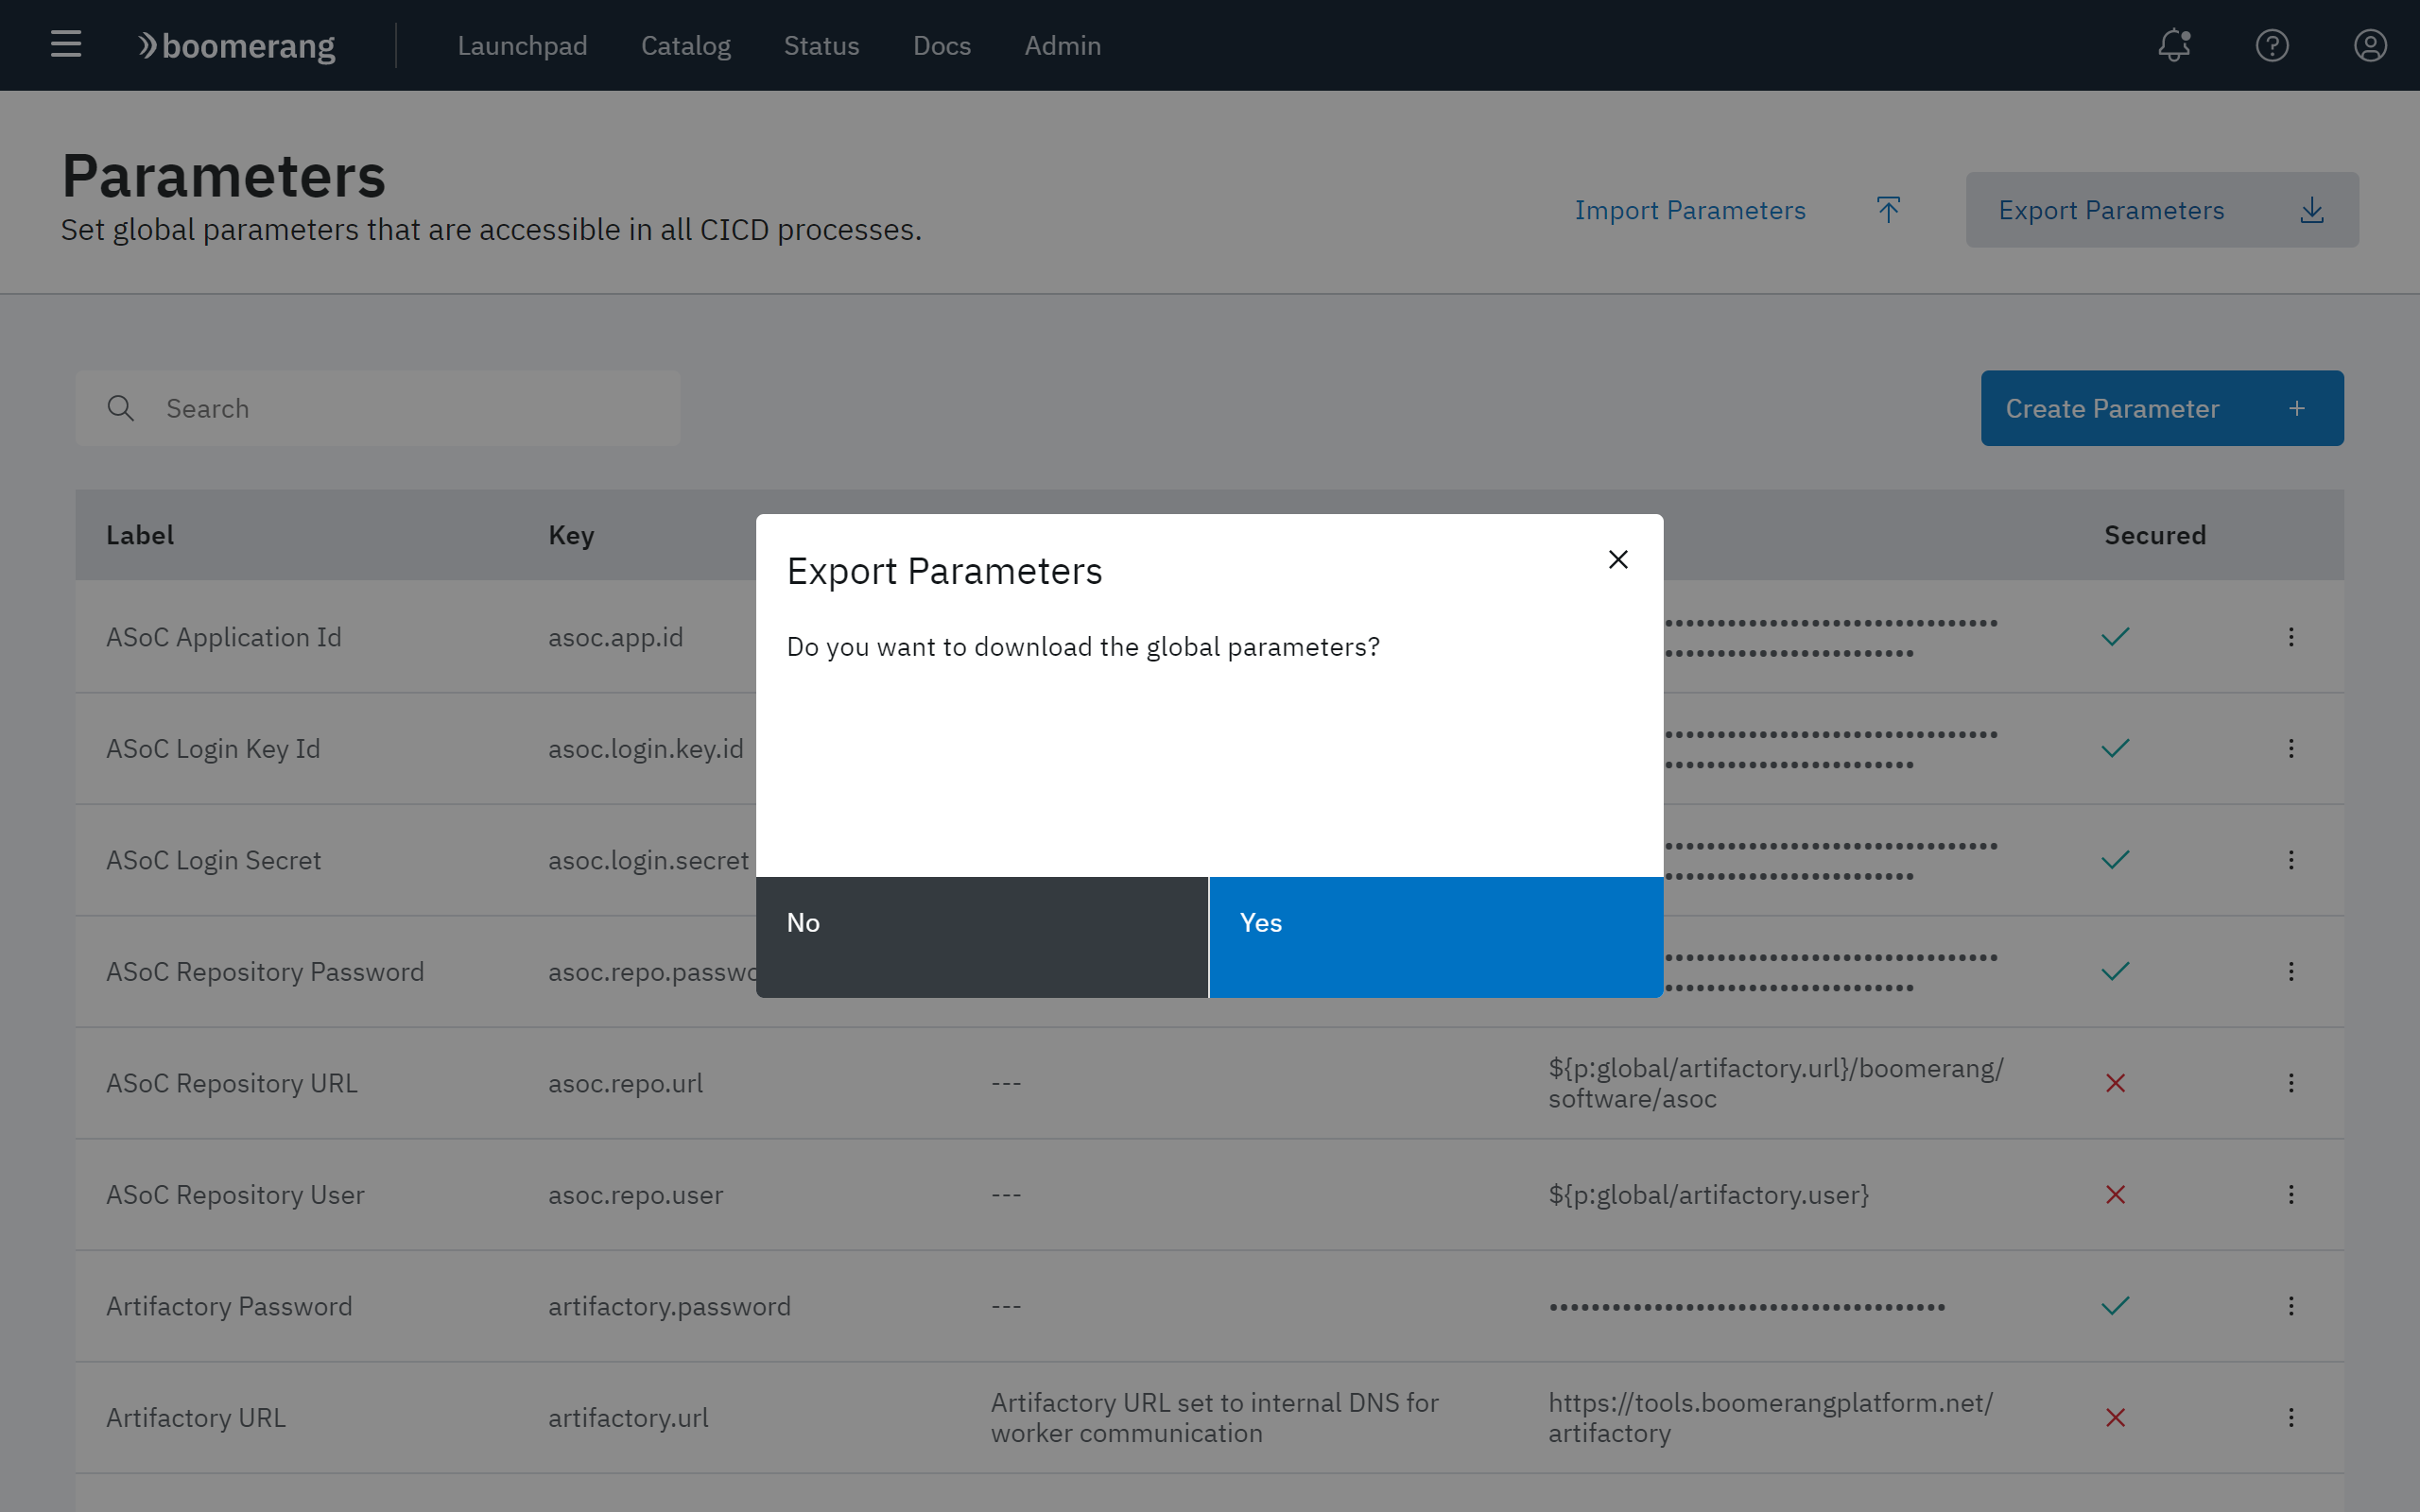 boomerang
Launchpad
Catalog
Status
Docs
Admin
Parameters
Set global parameters that are accessible in all CICD processes.
Import Parameters
Export Parameters
Search
Create Parameter
Label
Key
Secured
Export Parameters
Do you want to download the global parameters?
No
Yes
ASoC Application Id
asoc.app.id
ASoC Login Key Id
asoc.login.key.id
ASoC Login Secret
asoc.login.secret
ASoC Repository Password
asoc.repo.passwo
ASoC Repository URL
asoc.repo.url
---
${p:global/artifactory.url}/boomerang/
software/asoc
ASoC Repository User
asoc.repo.user
---
${p:global/artifactory.user}
Artifactory Password
artifactory.password
---
Artifactory URL
artifactory.url
Artifactory URL set to internal DNS for
worker communication
https://tools.boomerangplatform.net/
artifactory